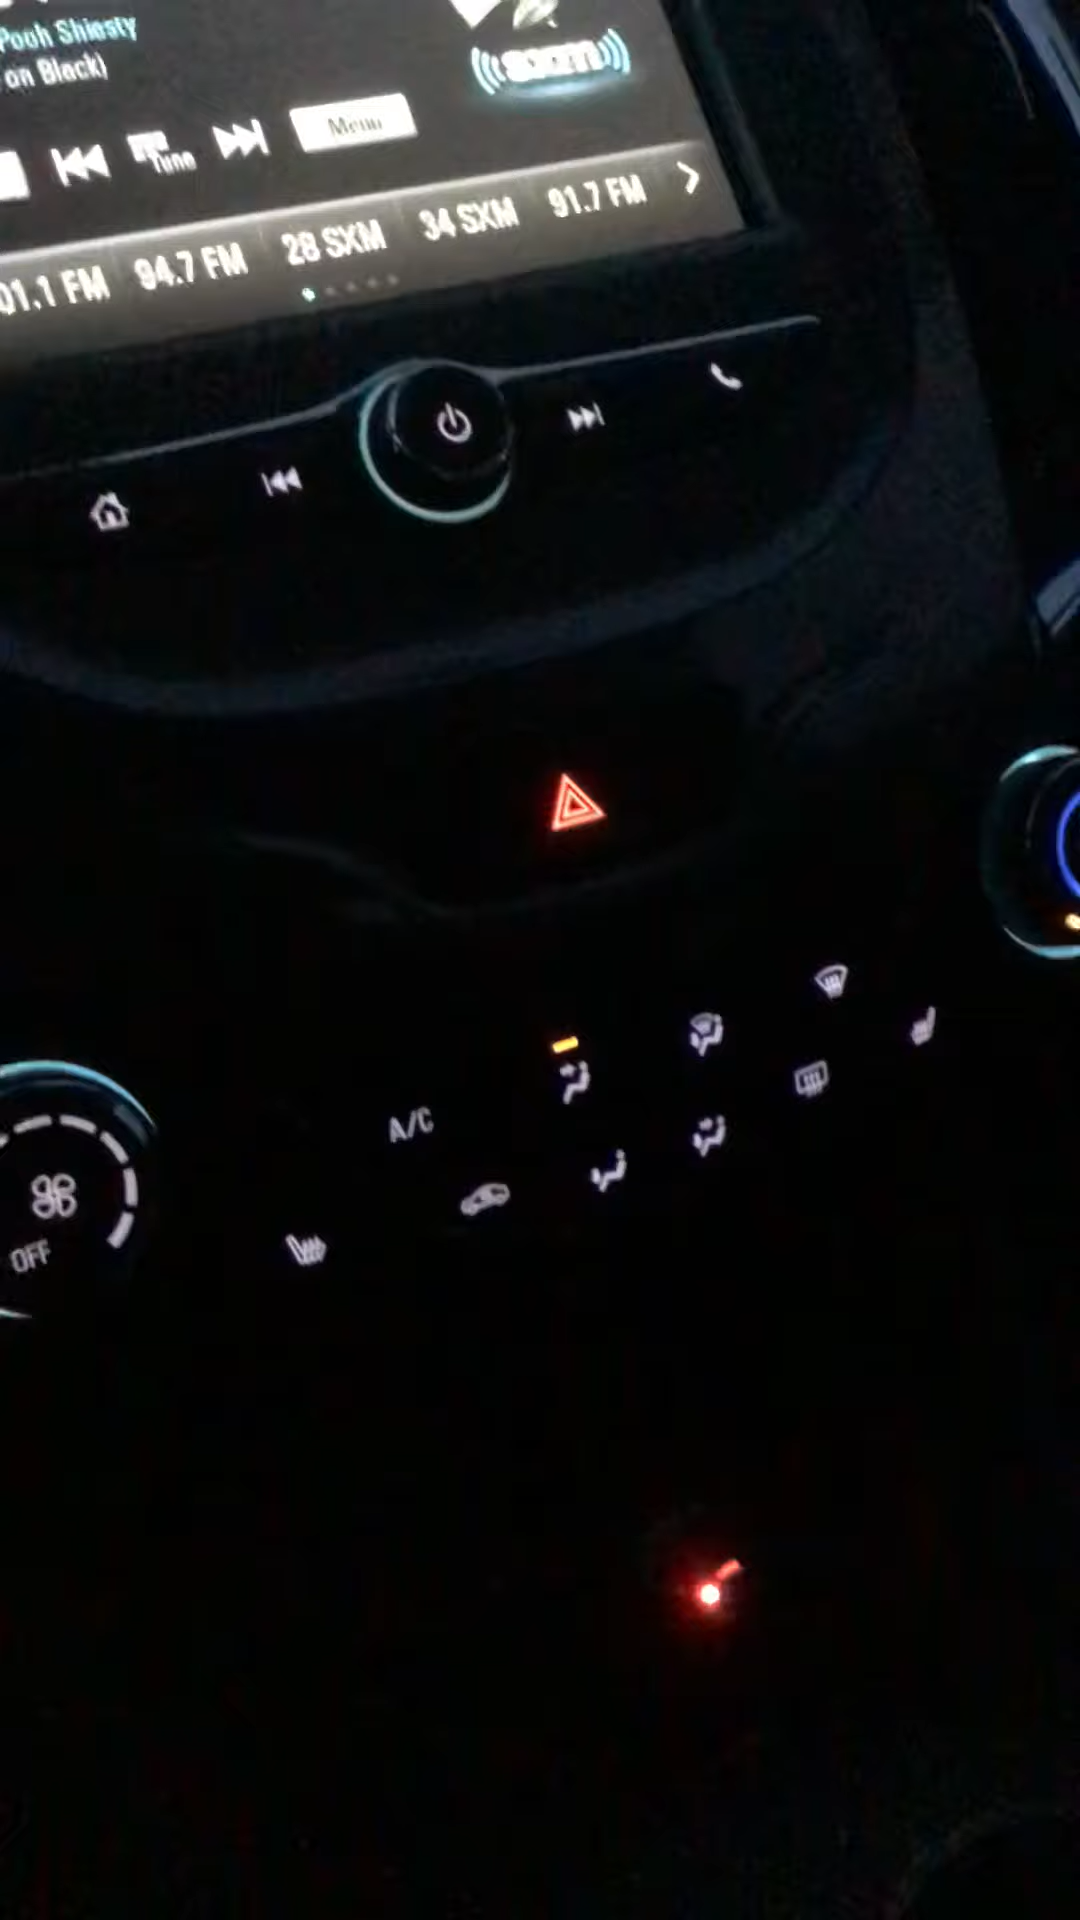 Pooh Shiesty
on Black)
Tune
Menu
01.1 FM 94.7 FM 28 SXM 34 SXM 91.7 FM
A/C
OFF